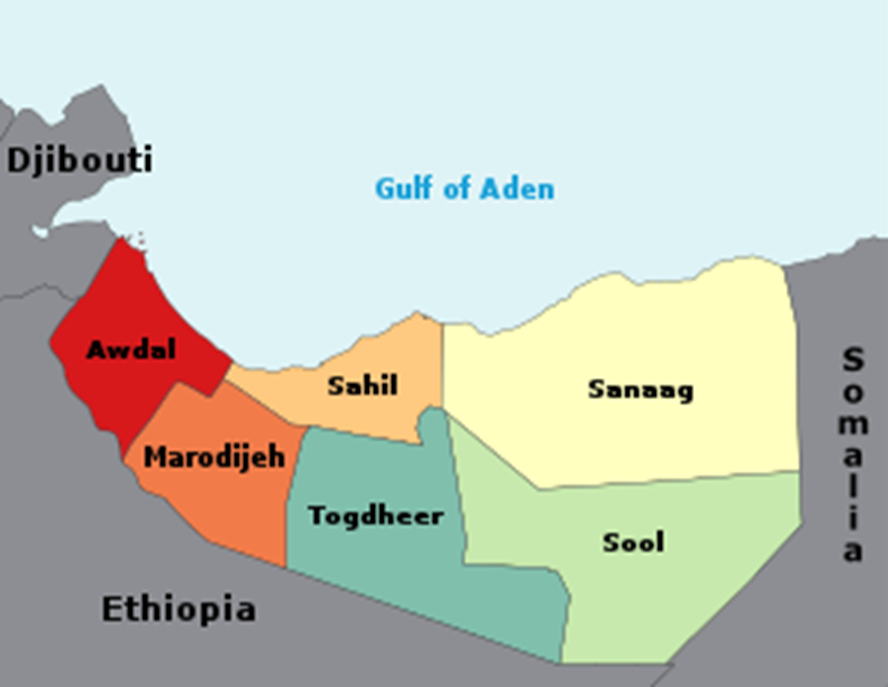 Djibouti
Gulf of Aden
Awdal
Sahil
Sanaag
Marodijeh
Togdheer
Sool
Ethiopia
Somalia